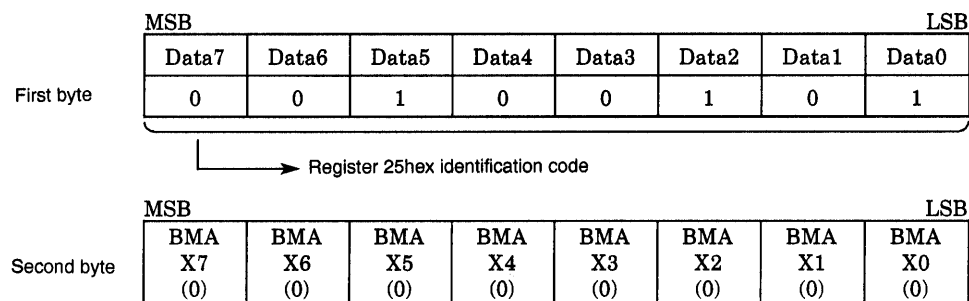 MSB LSB
Data7 Data6 Data5 Data4 Data3 Data2 Data1 Data0
First byte 0 0 1 0 0 1 0 1
Register 25hex identification code
MSB LSB
BMA BMA BMA BMA BMA BMA BMA BMA
Second byte X7 X6 X5 X4 X3 X2 X1 X0
(0) (0) (0) (0) (0) (0) (0) (0)